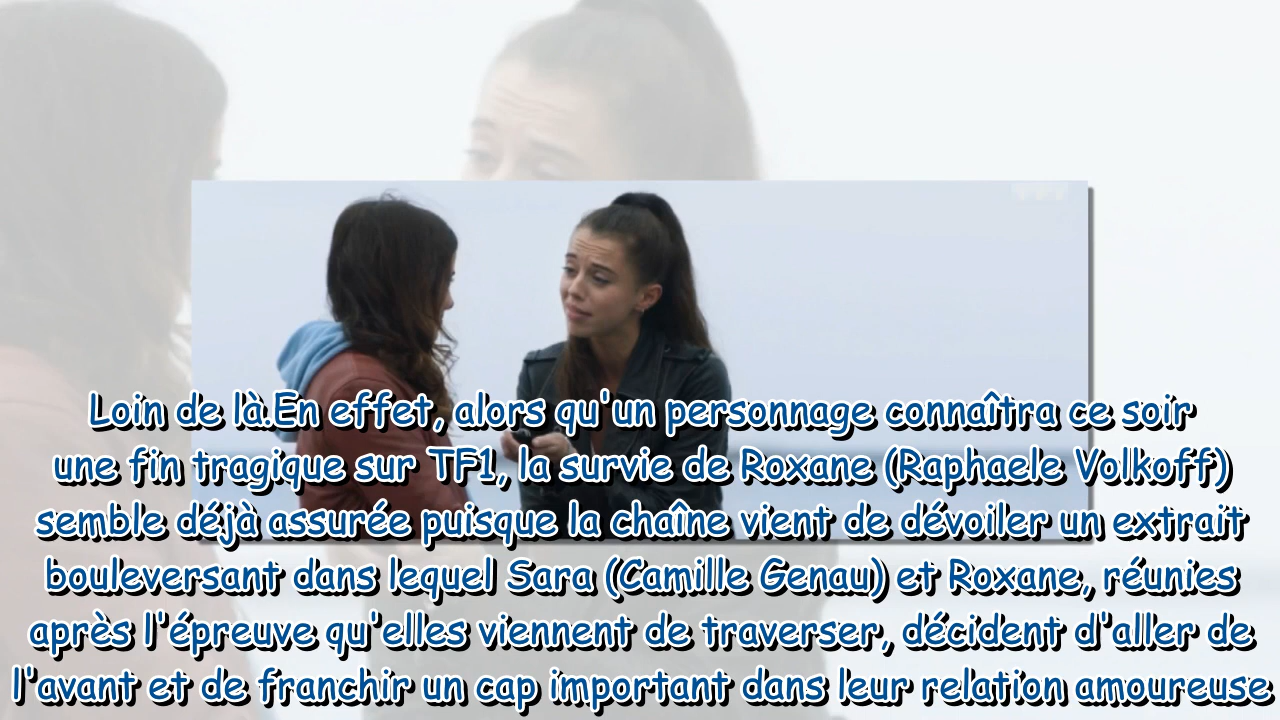 Loin de là.En effet, alors qu'un personnage connaîtra ce soir
une fin tragique sur TF1, la survie de Roxane (Raphaele Volkoff)
semble déjà assurée puisque la chaîne vient de dévoiler un extrait
bouleversant dans lequel Sara (Camille Genau) et Roxane, réunies
après l'épreuve qu'elles viennent de traverser, décident d'aller de
l'avant et de franchir un cap important dans leur relation amoureuse